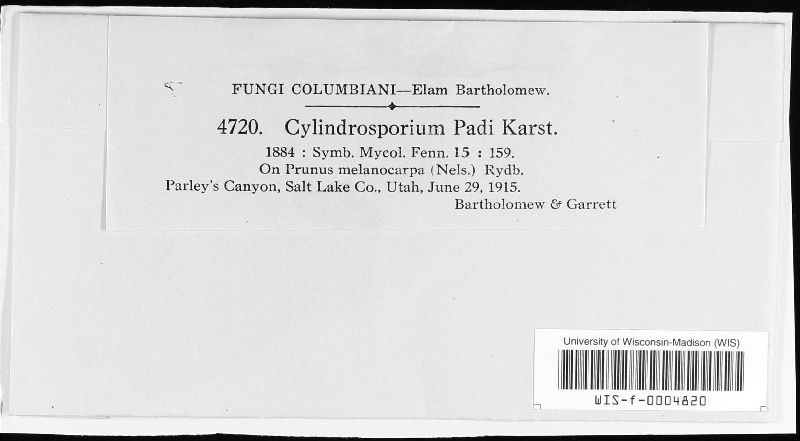 FUNGI COLUMBIANI—Elam Bartholomew.
4720. Cylindrosporium Padi Karst.
1884 : Symb. Mycol. Fenn. 15 : 159.
On Prunus melanocarpa (Nels.) Rydb.
Parley's Canyon, Salt Lake Co., Utah, June 29, 1915.
Bartholomew & Garrett
University of Wisconsin-Madison (WIS)
WIS-f-0004820